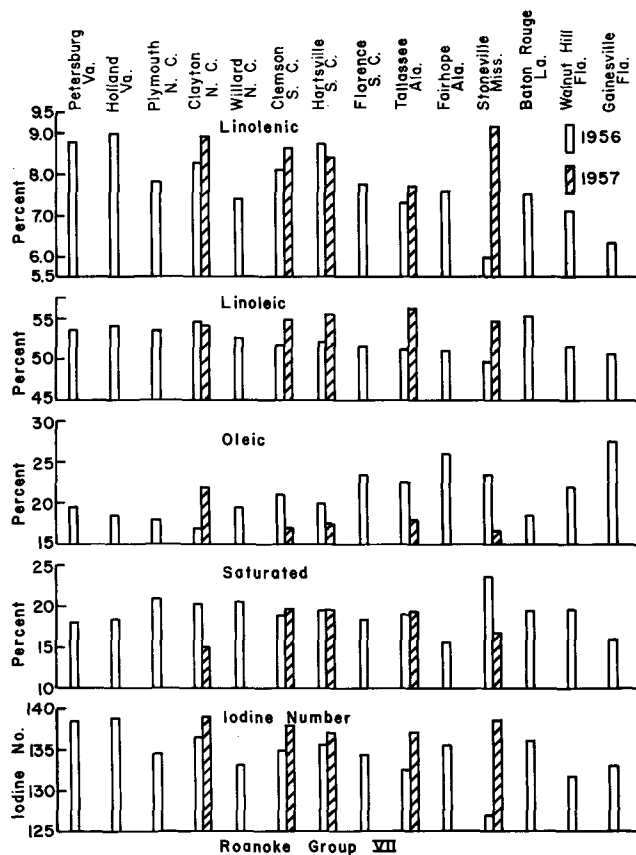 Petersburg
Va.
Holland
Va.
Plymouth
N. C.
Clayton
N. C.
Willard
N. C.
Clemson
S. C.
Hartsville
S. C.
Florence
S. C.
Tallassee
Ala.
Fairhope
Ala.
Stoneville
Miss.
Baton Rouge
La.
Walnut Hill
Fla.
Gainesville
Fla.
Linolenic
1956
1957
Percent
9.5
9.0
8.0
7.0
6.0
5.5
Linoleic
Percent
55
50
45
Oleic
Percent
25
20
15
Saturated
Percent
25
20
15
10
Iodine Number
Iodine No.
135
130
125
Roanoke Group VII